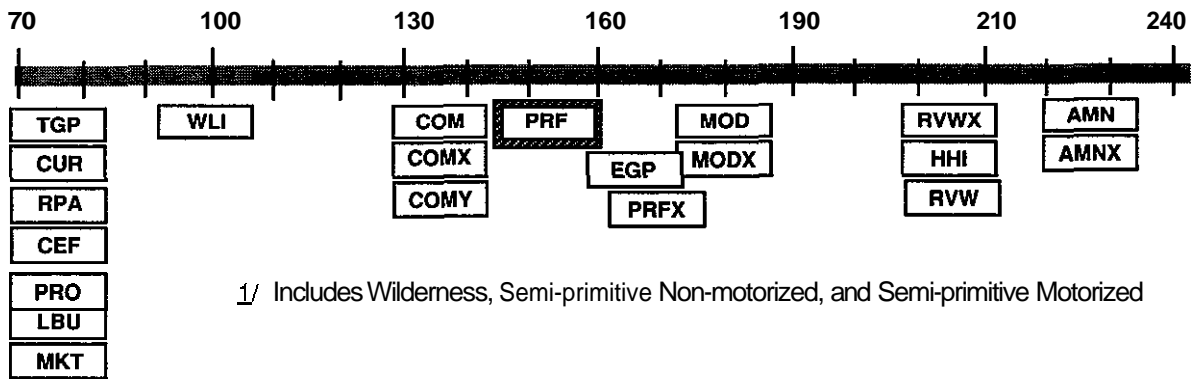 70 100 130 160 190 210 240
TGP WLI COM PRF MOD RVWX AMN
CUR COMX EGP MODX HHI AMNX
RPA COMY PRFX RVW
CEF
PRO 1/ Includes Wilderness, Semi-primitive Non-motorized, and Semi-primitive Motorized
LBU
MKT